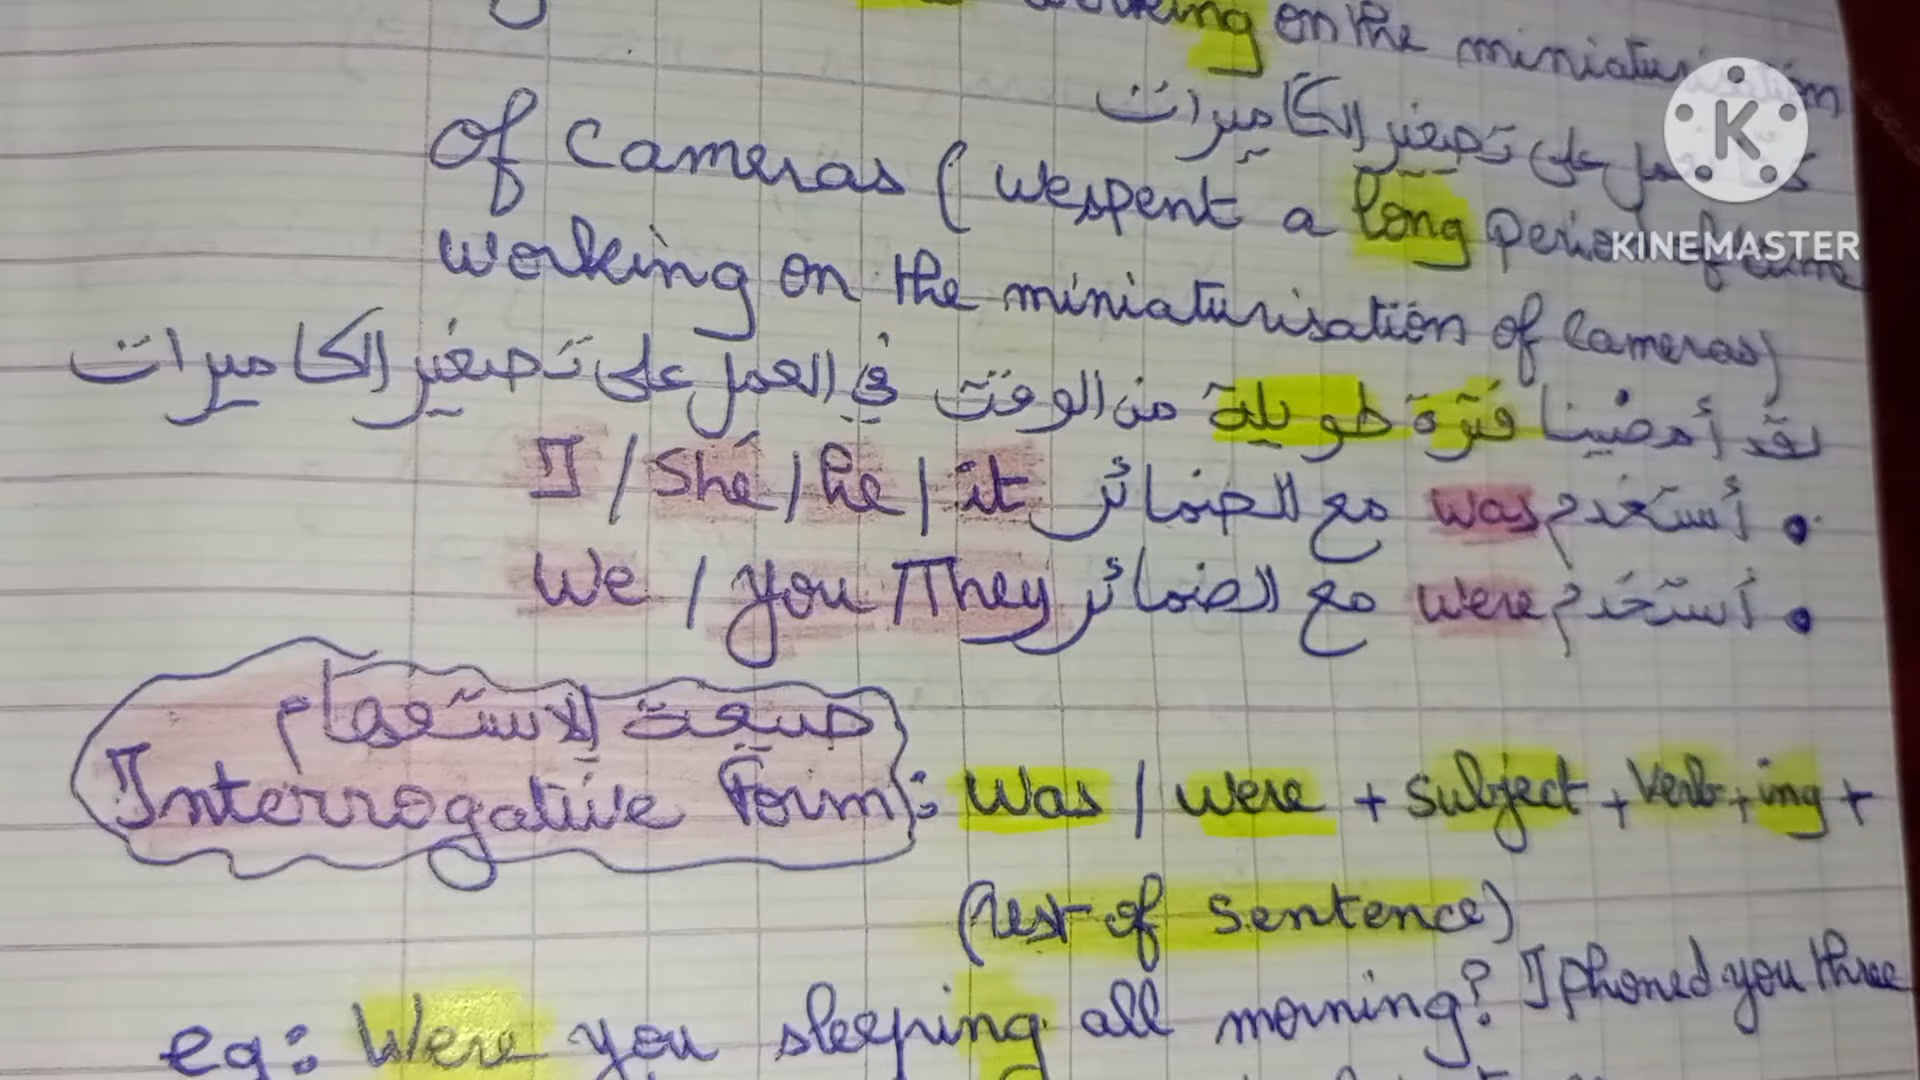 working on the miniaturisation
على تصغير الكاميرات
of cameras (we spent a long period of time
working on the miniaturisation of cameras)
لقد أمضينا فترة طويلة من الوقت في العمل على تصغير الكاميرات
• أستخدم was مع الضمائر I / She / he / it
• أستخدم were مع الضمائر We / you / They
صيغة الاستفهام
Interrogative Form: Was / were + subject + verb + ing +
(rest of sentence)
eg: Were you sleeping all morning? I phoned you three
K
KINEMASTER